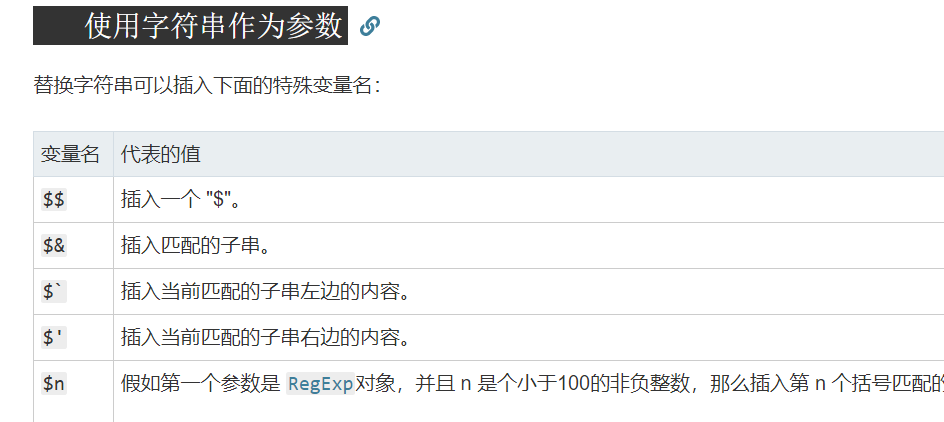 使用字符串作为参数
替换字符串可以插入下面的特殊变量名：
变量名 代表的值
$$ 插入一个 "$"。
$& 插入匹配的子串。
$` 插入当前匹配的子串左边的内容。
$' 插入当前匹配的子串右边的内容。
$n 假如第一个参数是 RegExp对象，并且 n 是个小于100的非负整数，那么插入第 n 个括号匹配的